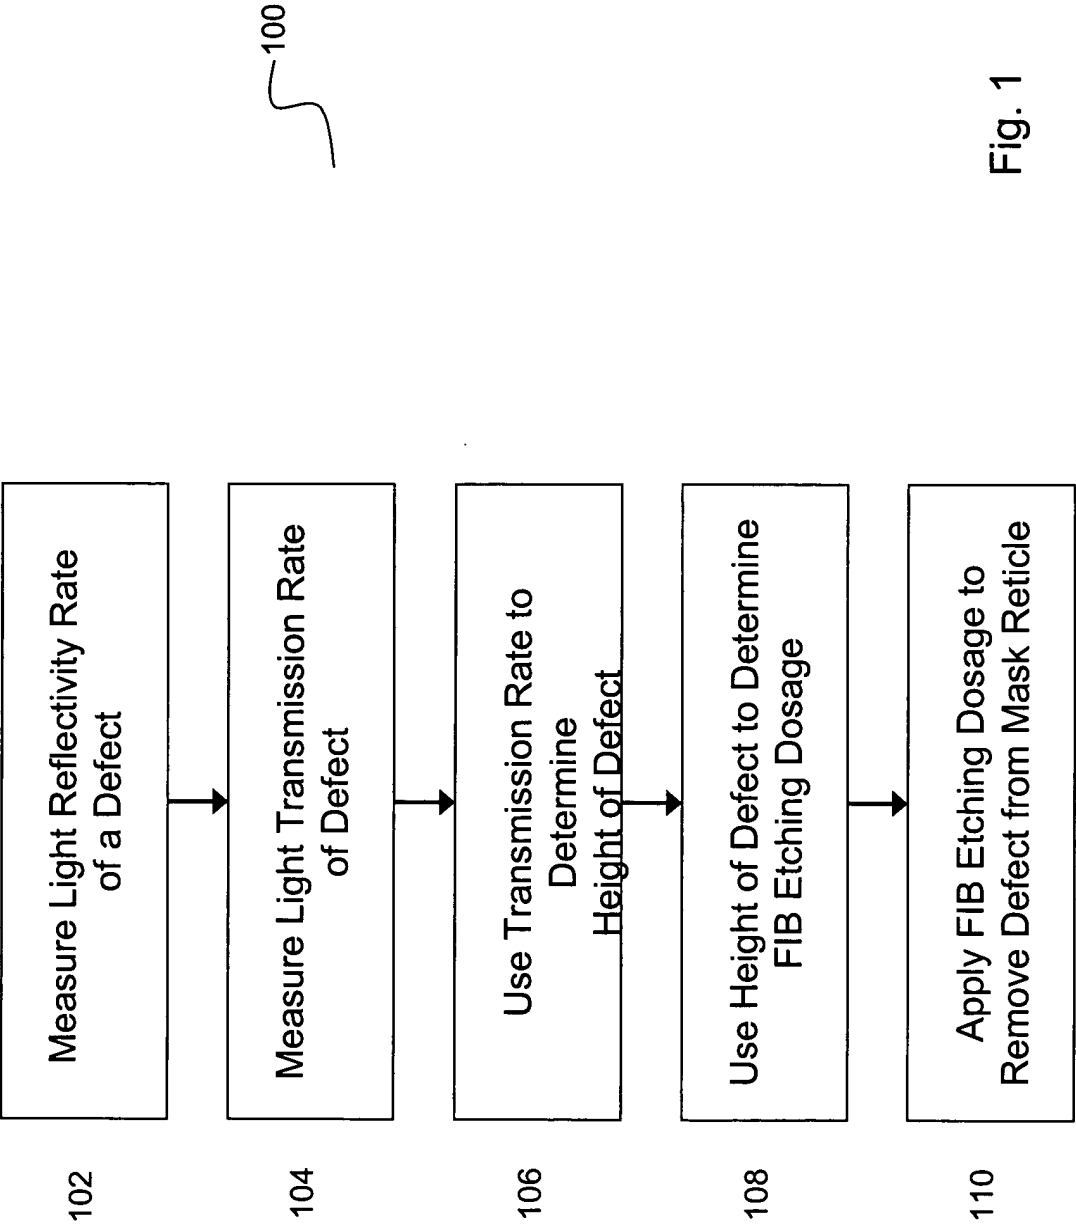 100
102
Measure Light Reflectivity Rate
of a Defect
104
Measure Light Transmission Rate
of Defect
106
Use Transmission Rate to
Determine
Height of Defect
108
Use Height of Defect to Determine
FIB Etching Dosage
110
Apply FIB Etching Dosage to
Remove Defect from Mask Reticle
Fig. 1